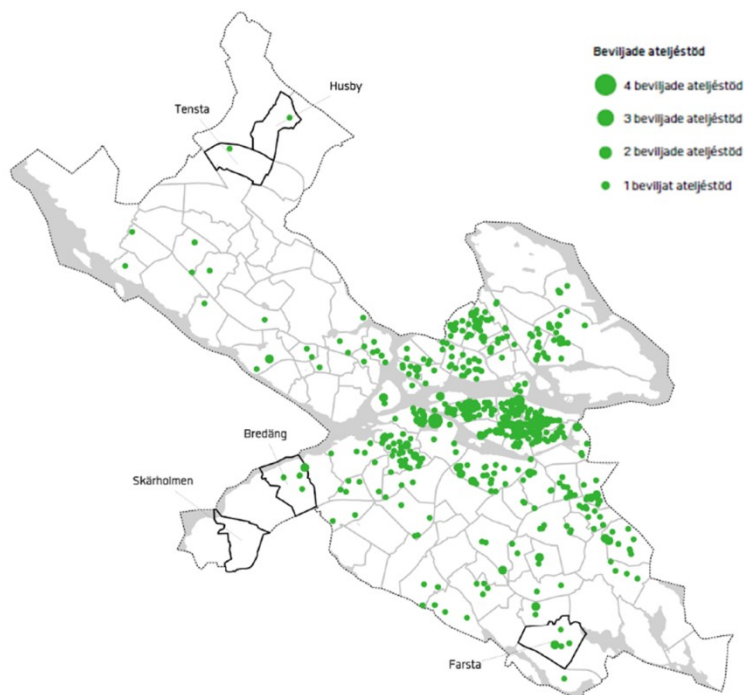 Beviljade ateljéstöd
4 beviljade ateljéstöd
3 beviljade ateljéstöd
2 beviljade ateljéstöd
1 beviljat ateljéstöd
Husby
Tensta
Bredäng
Skärholmen
Farsta